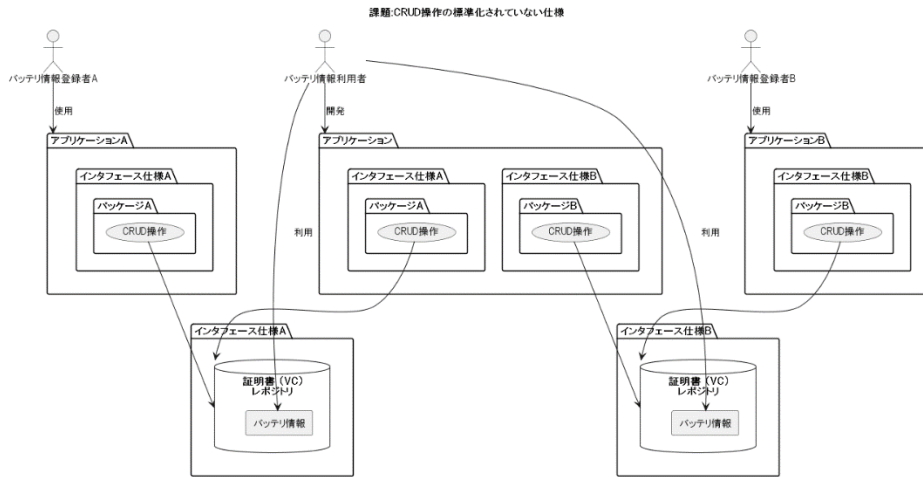 課題:CRUD操作の標準化されていない仕様
バッテリ情報登録者A
バッテリ情報利用者
バッテリ情報登録者B
使用
開発
使用
アプリケーションA
アプリケーション
アプリケーションB
インタフェース仕様A
インタフェース仕様A
インタフェース仕様B
インタフェース仕様B
パッケージA
パッケージA
パッケージB
パッケージB
CRUD操作
CRUD操作
CRUD操作
CRUD操作
利用
利用
インタフェース仕様A
インタフェース仕様B
証明書（VC）
レポジトリ
証明書（VC）
レポジトリ
バッテリ情報
バッテリ情報